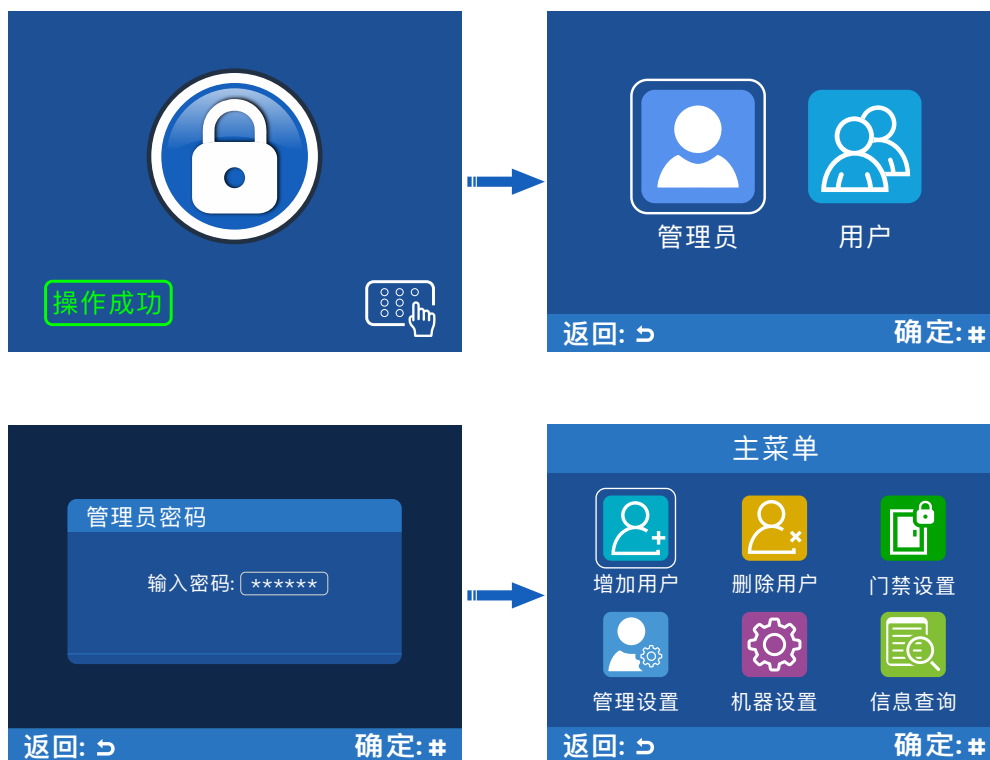 操作成功
管理员 用户
返回: 确定:#
管理员密码
输入密码: ******
返回: 确定:#
主菜单
增加用户 删除用户 门禁设置
管理设置 机器设置 信息查询
返回: 确定:#